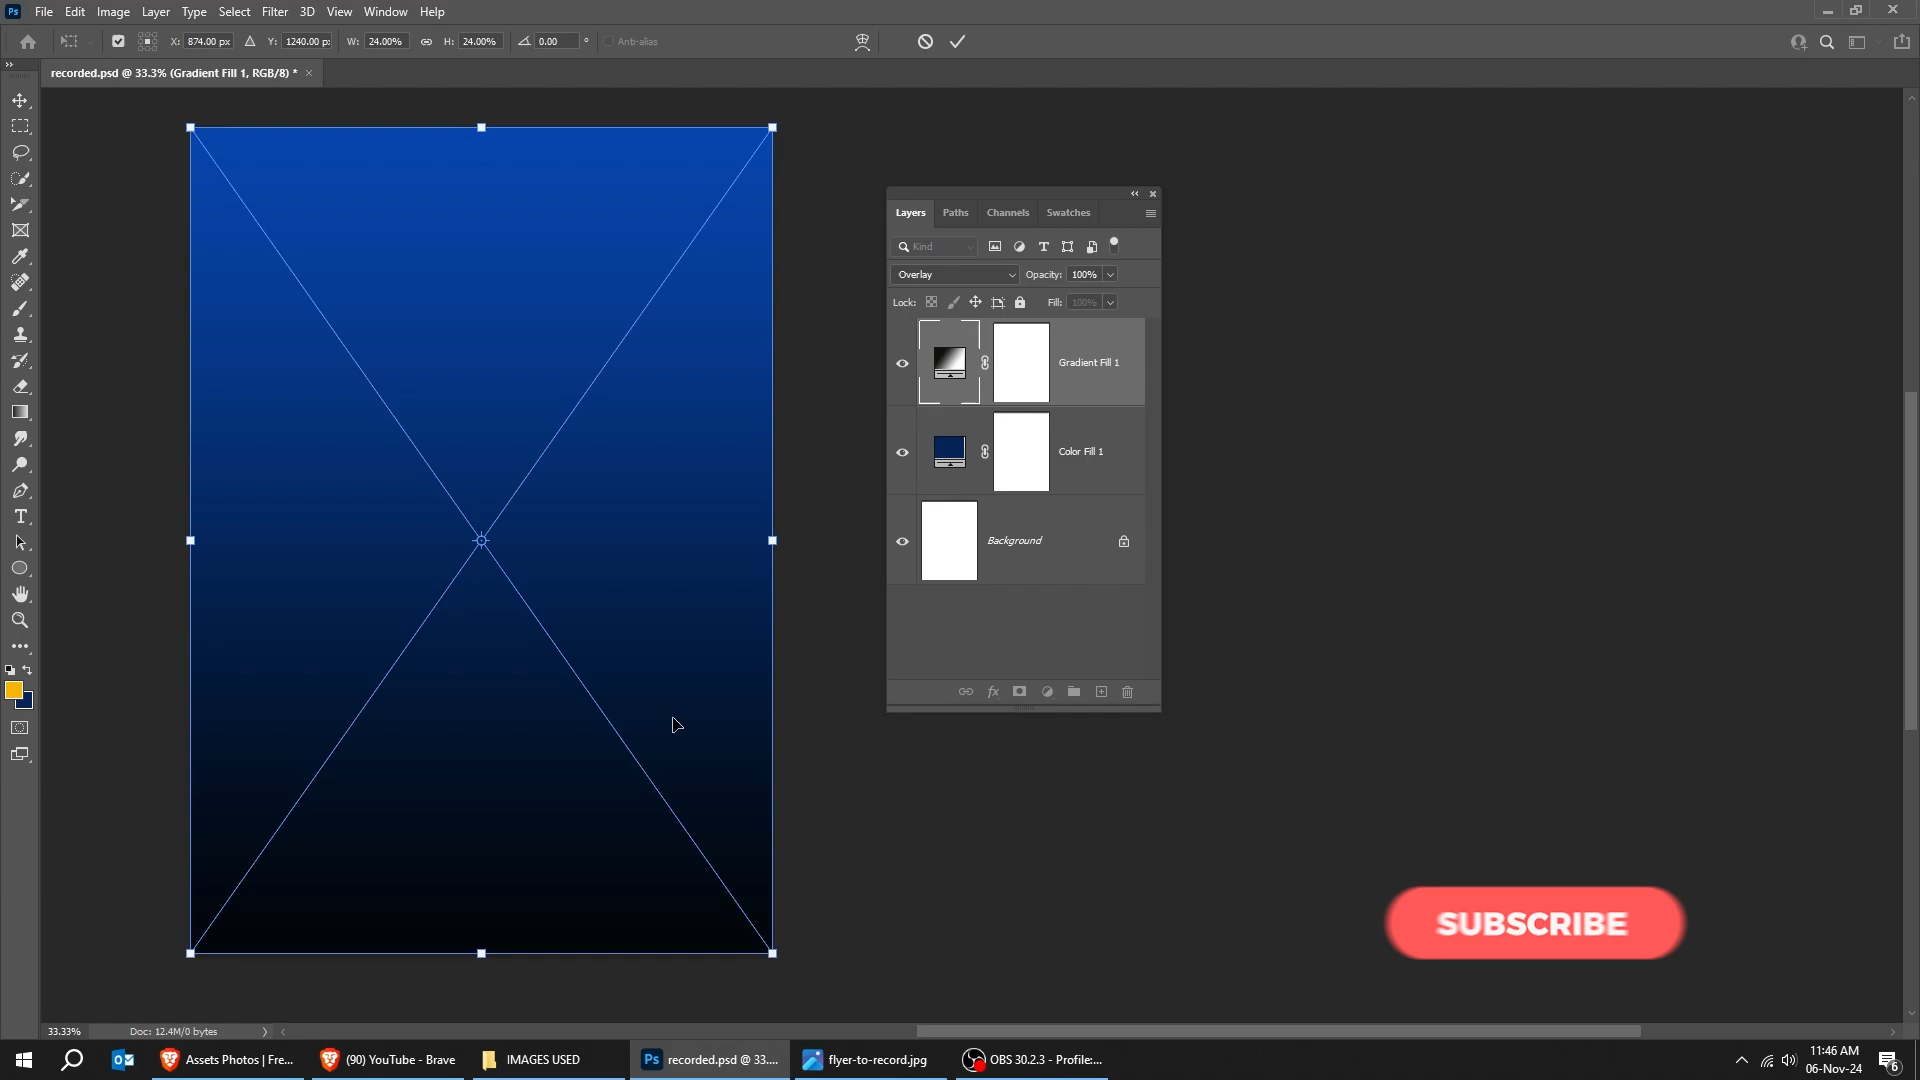 Ps File Edit Image Layer Type Select Filter 3D View Window Help
X: 874.00 px Y: 1240.00 p: W: 24.00% H: 24.00% 0.00 ° Anti-alias
recorded.psd @ 33.3% (Gradient Fill 1, RGB/8) * ×
Layers Paths Channels Swatches
Kind
Overlay Opacity: 100%
Lock: Fill: 100%
Gradient Fill 1
Color Fill 1
Background
fx
SUBSCRIBE
33.33% Doc: 12.4M/0 bytes
Assets Photos | Fre... (90) YouTube - Brave IMAGES USED Ps recorded.psd @ 33.... flyer-to-record.jpg OBS 30.2.3 - Profile:...
11:46 AM
06-Nov-24
6